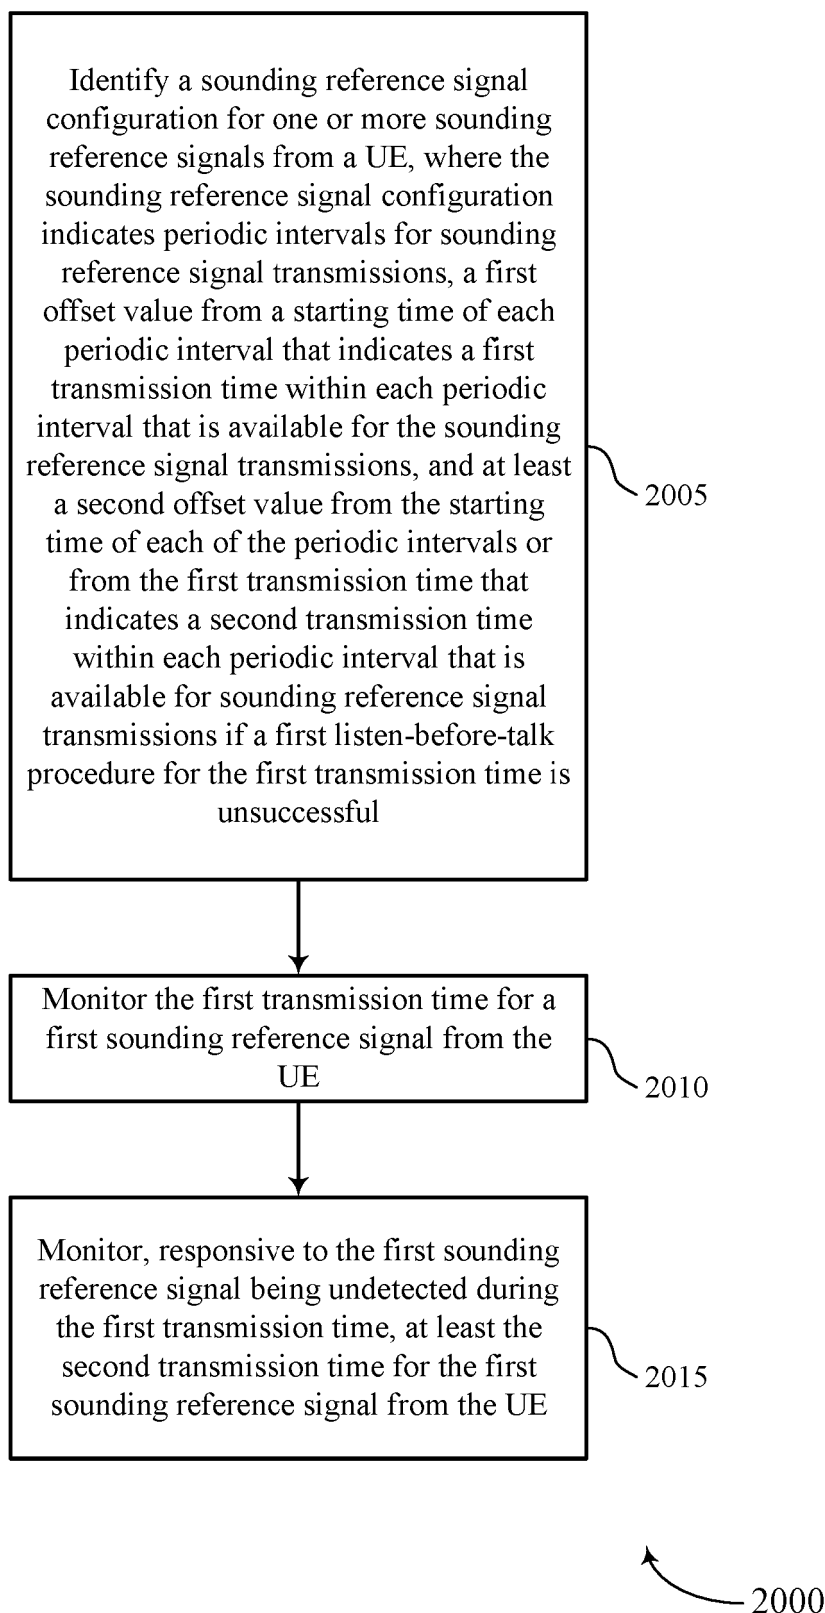 Identify a sounding reference signal
configuration for one or more sounding
reference signals from a UE, where the
sounding reference signal configuration
indicates periodic intervals for sounding
reference signal transmissions, a first
offset value from a starting time of each
periodic interval that indicates a first
transmission time within each periodic
interval that is available for the sounding
reference signal transmissions, and at least
a second offset value from the starting
time of each of the periodic intervals or
from the first transmission time that
indicates a second transmission time
within each periodic interval that is
available for sounding reference signal
transmissions if a first listen-before-talk
procedure for the first transmission time is
unsuccessful
2005
Monitor the first transmission time for a
first sounding reference signal from the
UE
2010
Monitor, responsive to the first sounding
reference signal being undetected during
the first transmission time, at least the
second transmission time for the first
sounding reference signal from the UE
2015
2000